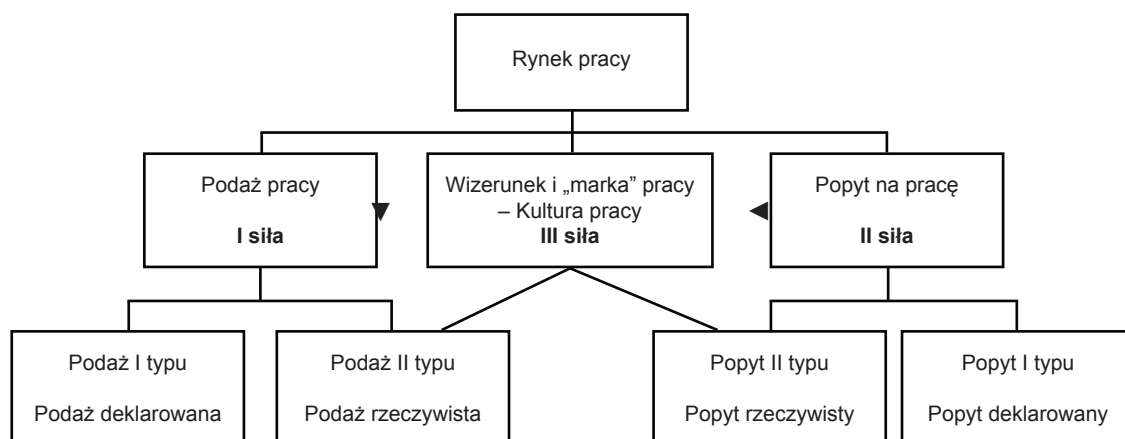 Rynek pracy
Podaż pracy
I siła
Wizerunek i „marka” pracy
– Kultura pracy
III siła
Popyt na pracę
II siła
Podaż I typu
Podaż deklarowana
Podaż II typu
Podaż rzeczywista
Popyt II typu
Popyt rzeczywisty
Popyt I typu
Popyt deklarowany